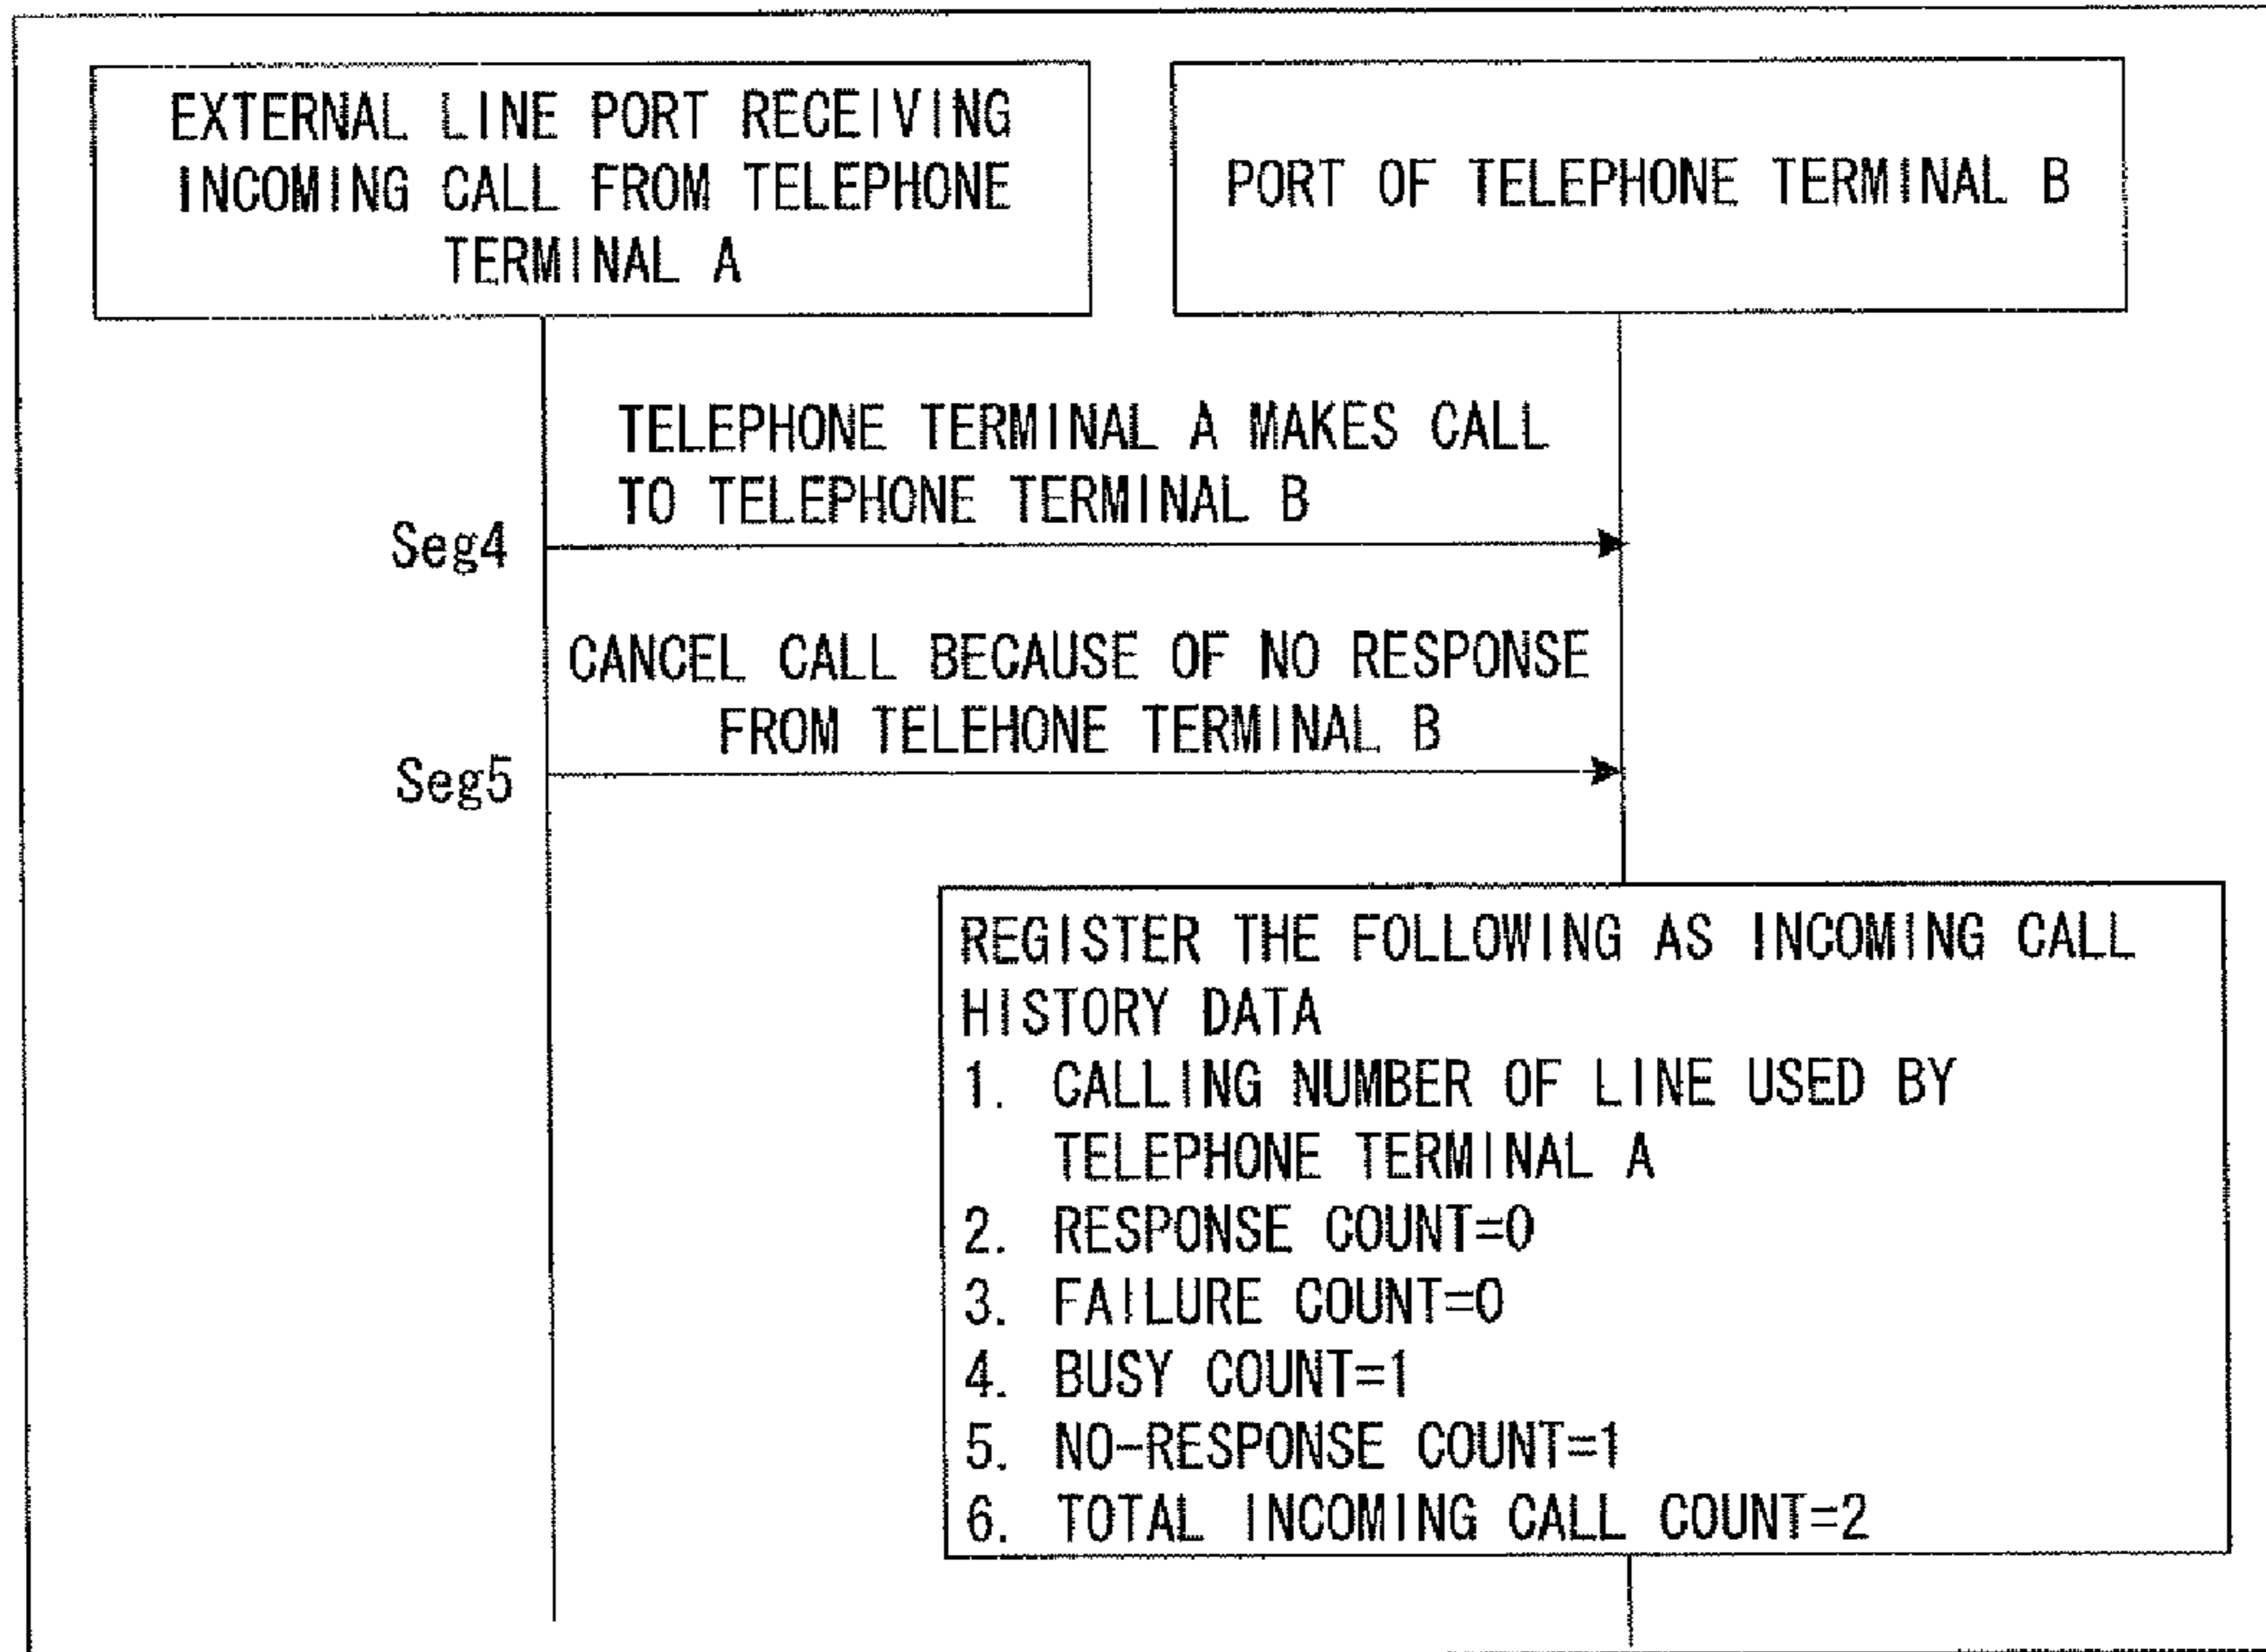 EXTERNAL LINE PORT RECEIVING
INCOMING CALL FROM TELEPHONE
TERMINAL A
PORT OF TELEPHONE TERMINAL B
TELEPHONE TERMINAL A MAKES CALL
TO TELEPHONE TERMINAL B
Seg4
CANCEL CALL BECAUSE OF NO RESPONSE
FROM TELEHONE TERMINAL B
Seg5
REGISTER THE FOLLOWING AS INCOMING CALL
HISTORY DATA
1. CALLING NUMBER OF LINE USED BY
TELEPHONE TERMINAL A
2. RESPONSE COUNT=0
3. FAILURE COUNT=0
4. BUSY COUNT=1
5. NO-RESPONSE COUNT=1
6. TOTAL INCOMING CALL COUNT=2